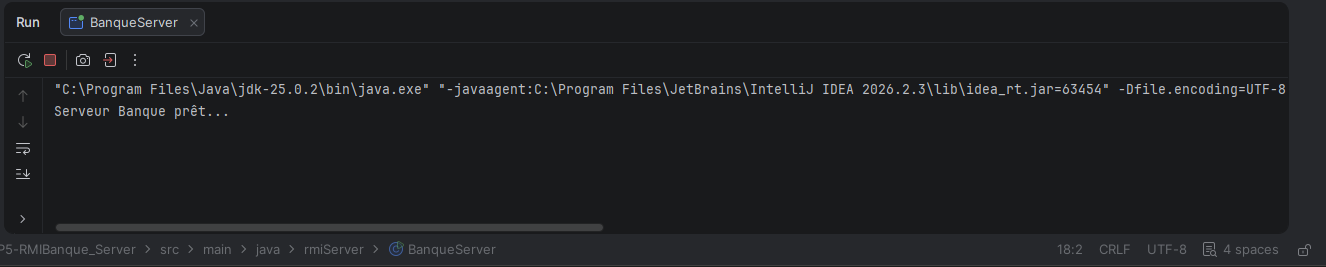 Run BanqueServer
"C:\Program Files\Java\jdk-25.0.2\bin\java.exe" "-javaagent:C:\Program Files\JetBrains\IntelliJ IDEA 2026.2.3\lib\idea_rt.jar=63454" -Dfile.encoding=UTF-8
Serveur Banque prêt...
P5-RMIBanque_Server > src > main > java > rmiServer > BanqueServer 18:2 CRLF UTF-8 4 spaces